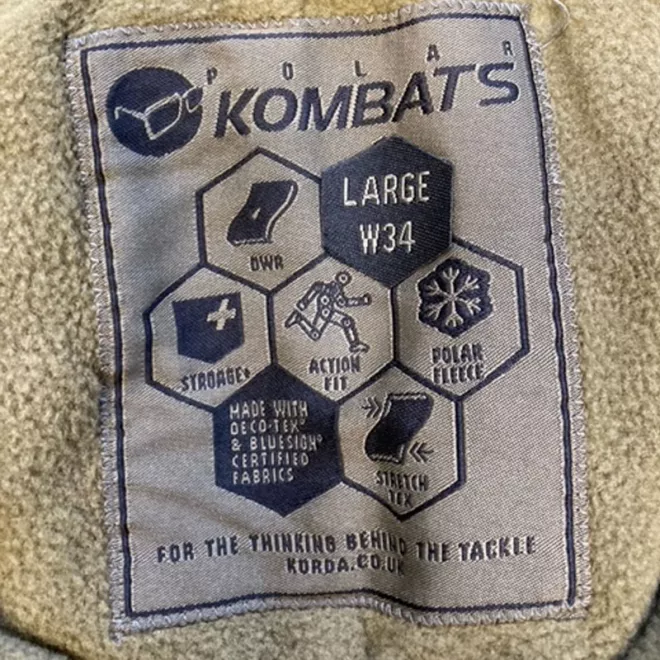 POLAR
KOMBATS
LARGE
W34
DWR
STROAGE+
ACTION
FIT
POLAR
FLEECE
MADE WITH
OECO-TEX®
& BLUESIGN®
CERTIFIED
FABRICS
STRETCH
TEX
FOR THE THINKING BEHIND THE TACKLE
KORDA.CO.UK